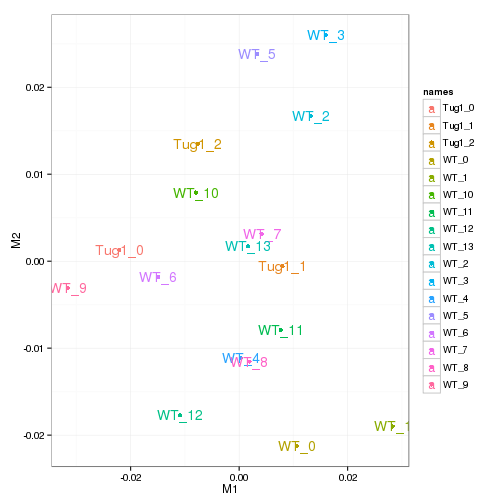 WT_3
WT_5
0.02
WT_2
Tug1_2
0.01
WT_10
WT_7
WT_13
Tug1_0
0.00
Tug1_1
WT_6
WT_9
WT_11
-0.01
WT_4
WT_8
WT_12
WT_1
-0.02
WT_0
M2
-0.02
0.00
0.02
M1
names
a Tug1_0
a Tug1_1
a Tug1_2
a WT_0
a WT_1
a WT_10
a WT_11
a WT_12
a WT_13
a WT_2
a WT_3
a WT_4
a WT_5
a WT_6
a WT_7
a WT_8
a WT_9